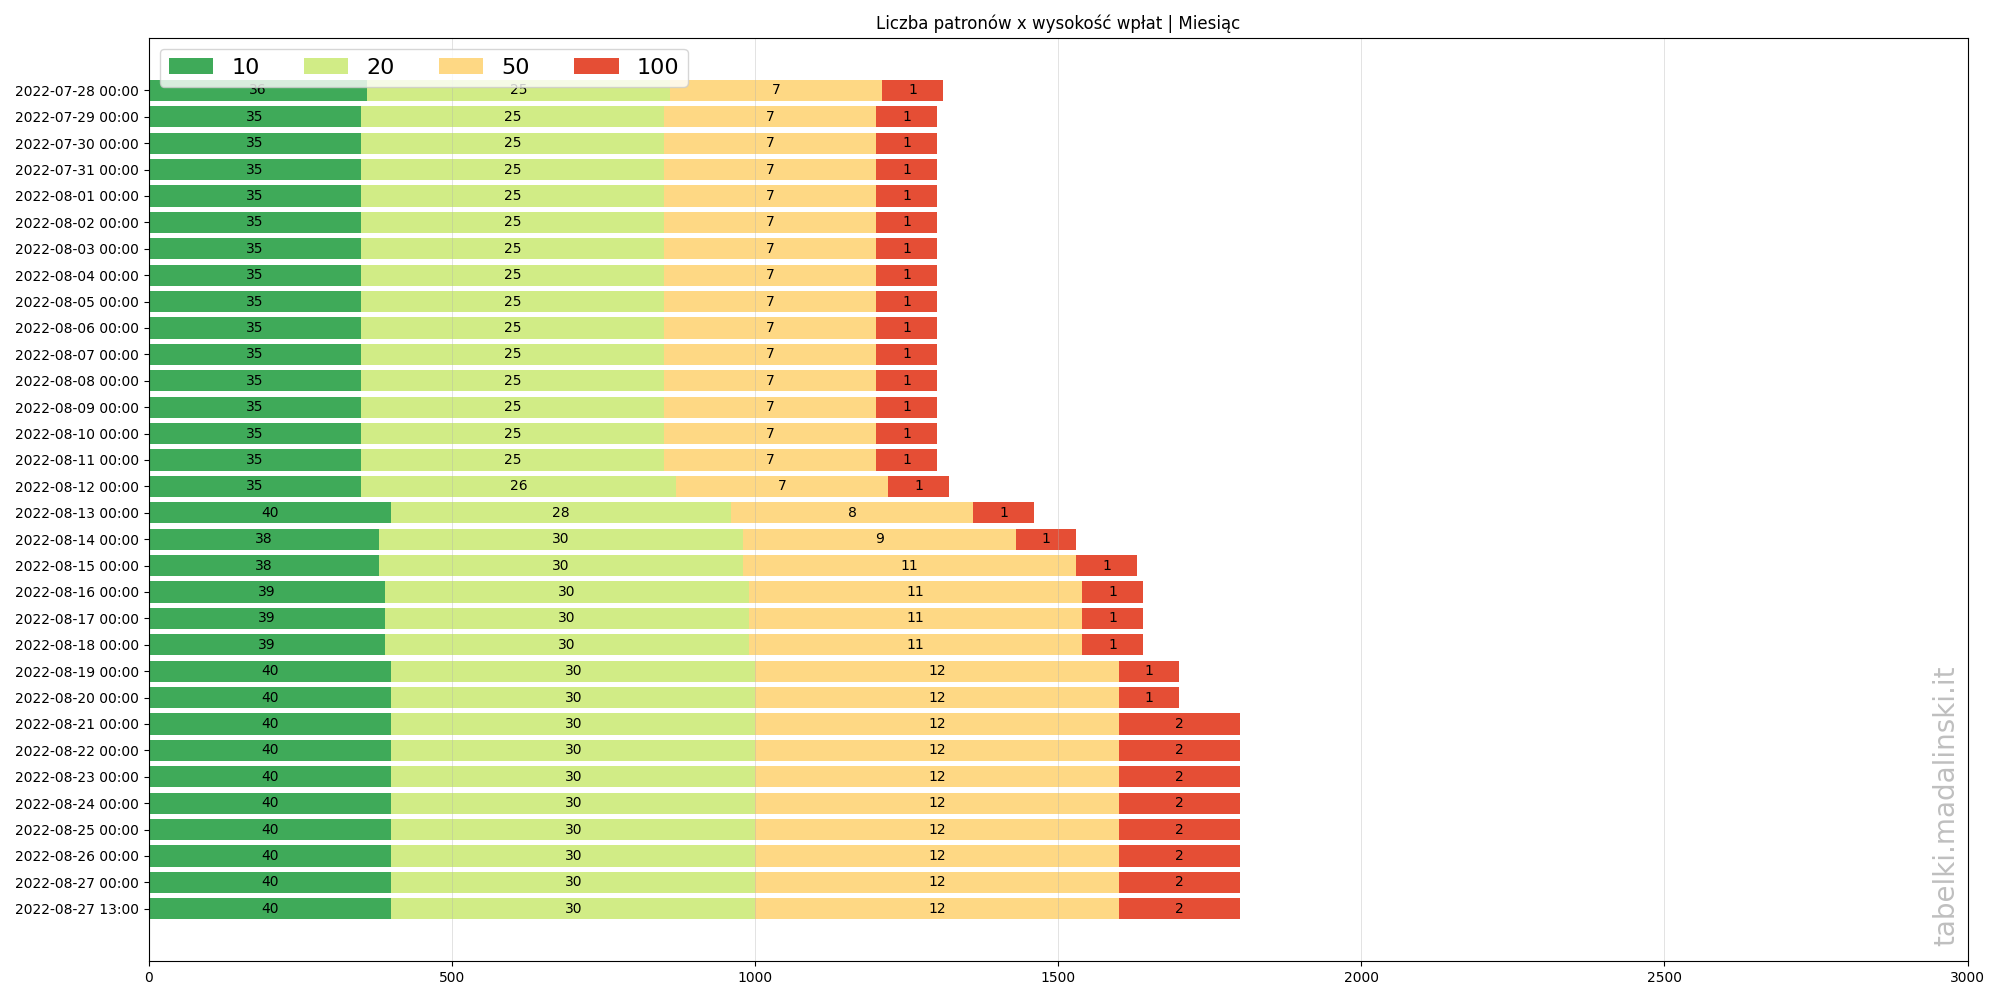 Liczba patronów x wysokość wpłat | Miesiąc
10 20 50 100
2022-07-28 00:00 36 25 7 1
2022-07-29 00:00 35 25 7 1
2022-07-30 00:00 35 25 7 1
2022-07-31 00:00 35 25 7 1
2022-08-01 00:00 35 25 7 1
2022-08-02 00:00 35 25 7 1
2022-08-03 00:00 35 25 7 1
2022-08-04 00:00 35 25 7 1
2022-08-05 00:00 35 25 7 1
2022-08-06 00:00 35 25 7 1
2022-08-07 00:00 35 25 7 1
2022-08-08 00:00 35 25 7 1
2022-08-09 00:00 35 25 7 1
2022-08-10 00:00 35 25 7 1
2022-08-11 00:00 35 25 7 1
2022-08-12 00:00 35 26 7 1
2022-08-13 00:00 40 28 8 1
2022-08-14 00:00 38 30 9 1
2022-08-15 00:00 38 30 11 1
2022-08-16 00:00 39 30 11 1
2022-08-17 00:00 39 30 11 1
2022-08-18 00:00 39 30 11 1
2022-08-19 00:00 40 30 12 1
2022-08-20 00:00 40 30 12 1
2022-08-21 00:00 40 30 12 2
2022-08-22 00:00 40 30 12 2
2022-08-23 00:00 40 30 12 2
2022-08-24 00:00 40 30 12 2
2022-08-25 00:00 40 30 12 2
2022-08-26 00:00 40 30 12 2
2022-08-27 00:00 40 30 12 2
2022-08-27 13:00 40 30 12 2
0 500 1000 1500 2000 2500 3000
tabelki.madalinski.it